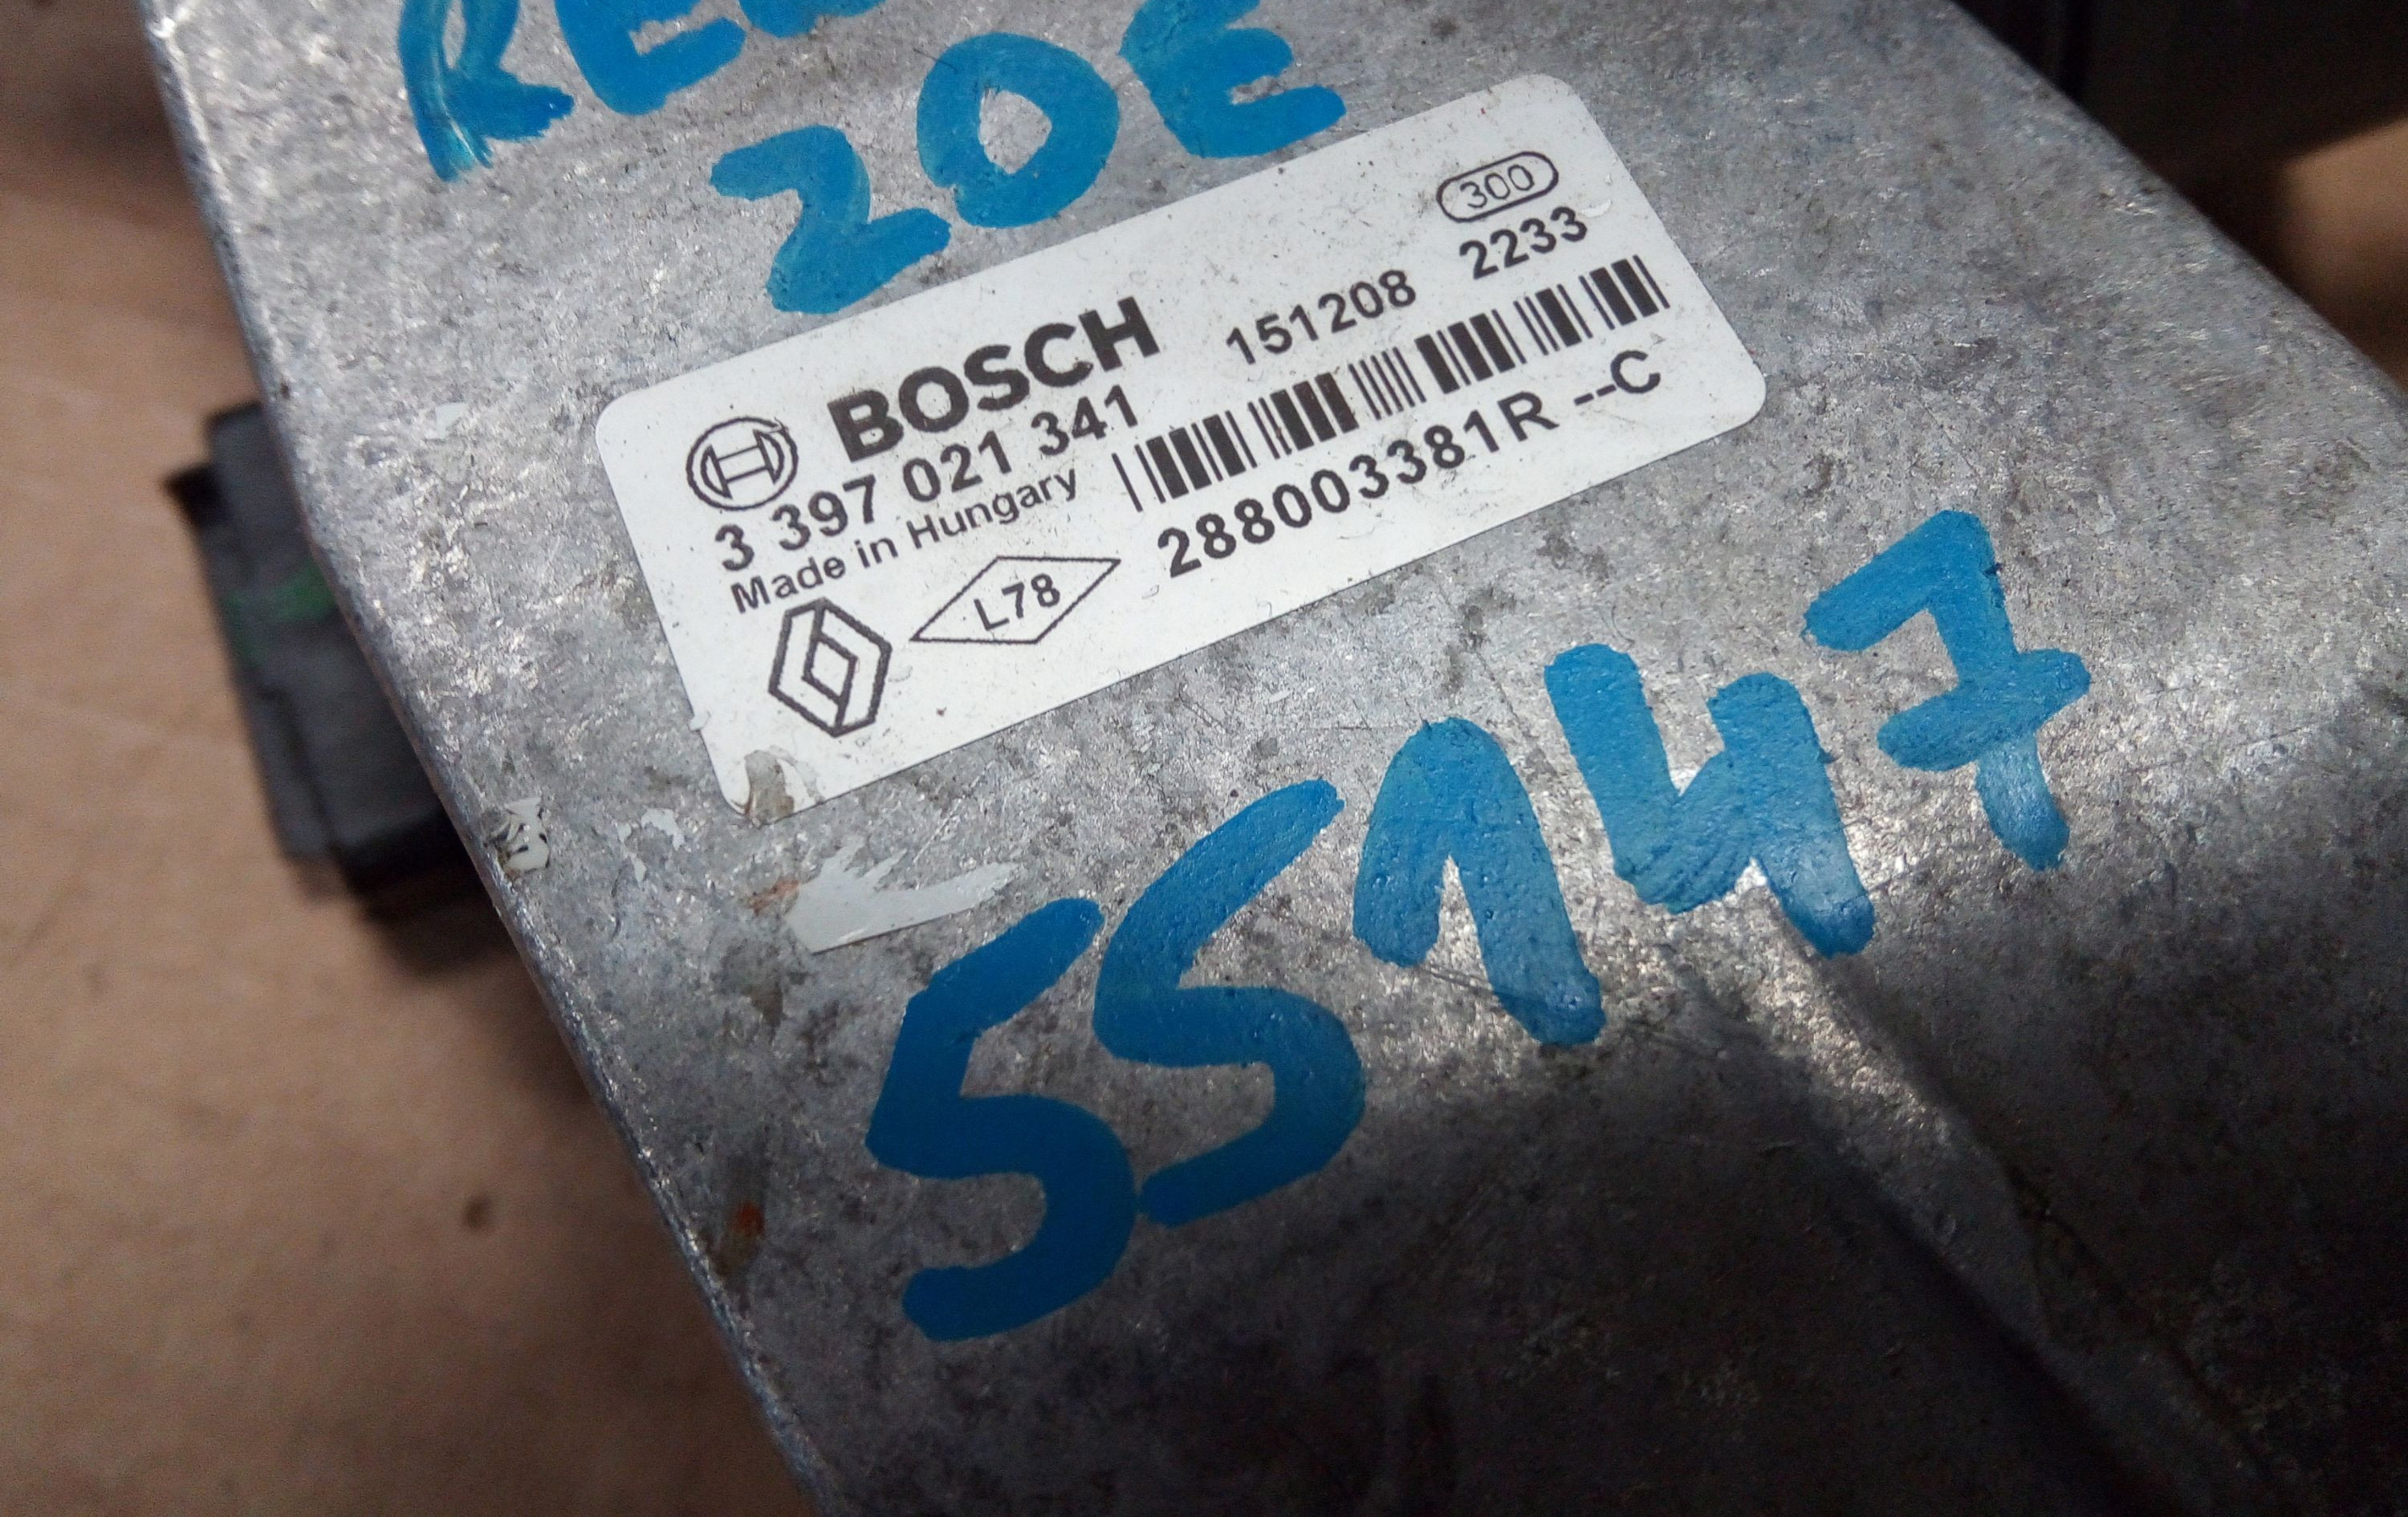 ZOE
300
BOSCH 151208 2233
3 397 021 341
Made in Hungary
288003381R --C
L78
55147